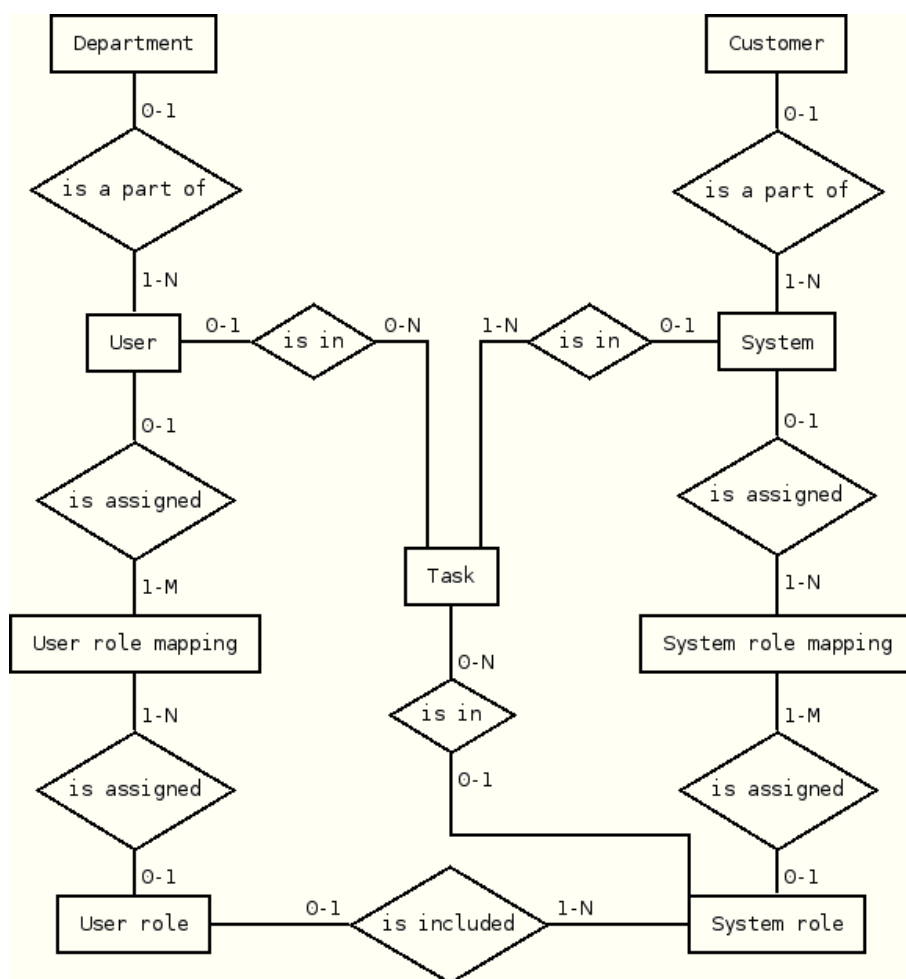 Department
Customer
0-1
0-1
is a part of
is a part of
1-N
1-N
User
0-1
is in
0-N
1-N
is in
0-1
System
0-1
0-1
is assigned
is assigned
1-M
1-N
Task
User role mapping
System role mapping
0-N
1-N
1-M
is in
0-1
is assigned
is assigned
0-1
0-1
User role
0-1
is included
1-N
System role